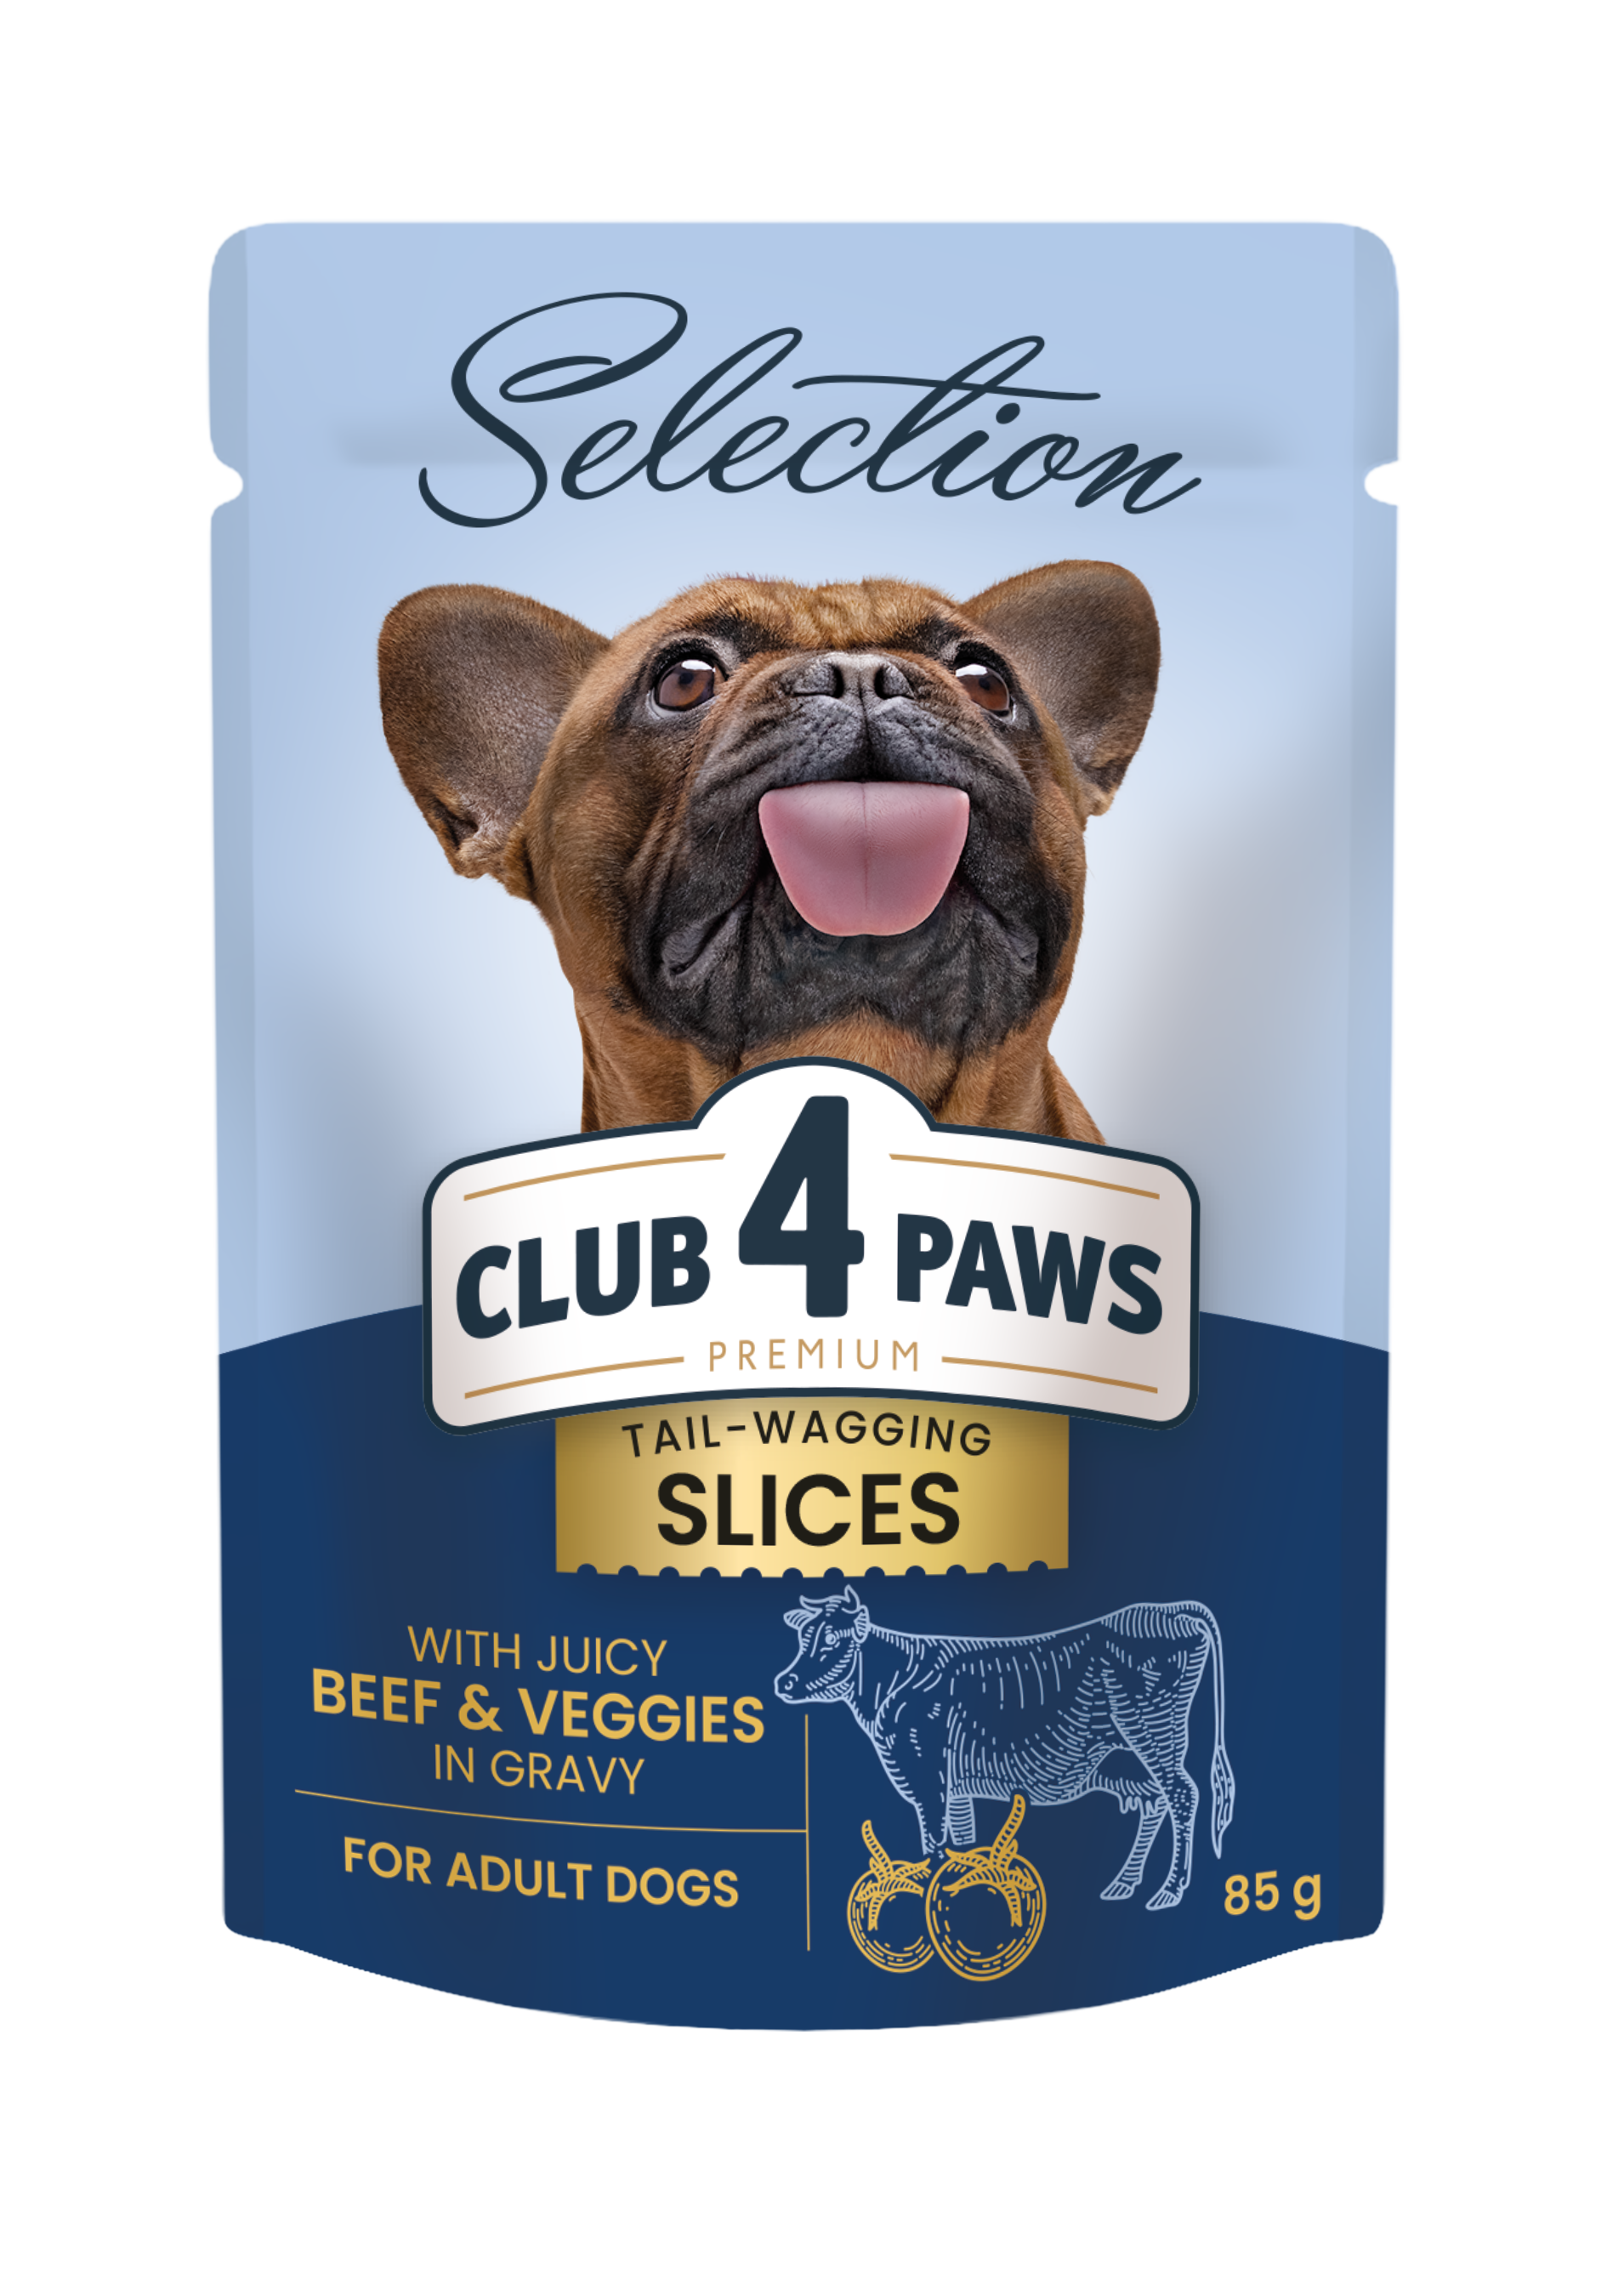 Selection
CLUB 4 PAWS
PREMIUM
TAIL-WAGGING
SLICES
WITH JUICY
BEEF & VEGGIES
IN GRAVY
FOR ADULT DOGS
85 g